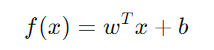 f(x) = w^T x + b